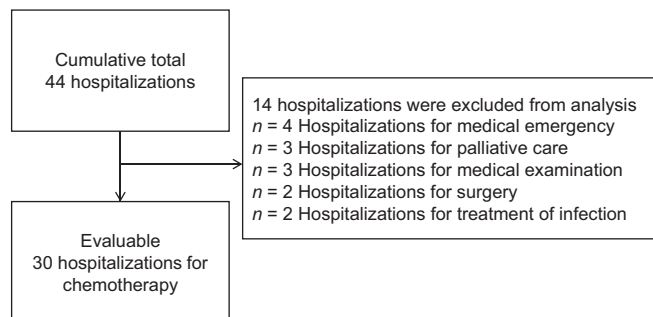 Cumulative total
44 hospitalizations
14 hospitalizations were excluded from analysis
n = 4 Hospitalizations for medical emergency
n = 3 Hospitalizations for palliative care
n = 3 Hospitalizations for medical examination
n = 2 Hospitalizations for surgery
n = 2 Hospitalizations for treatment of infection
Evaluable
30 hospitalizations for
chemotherapy